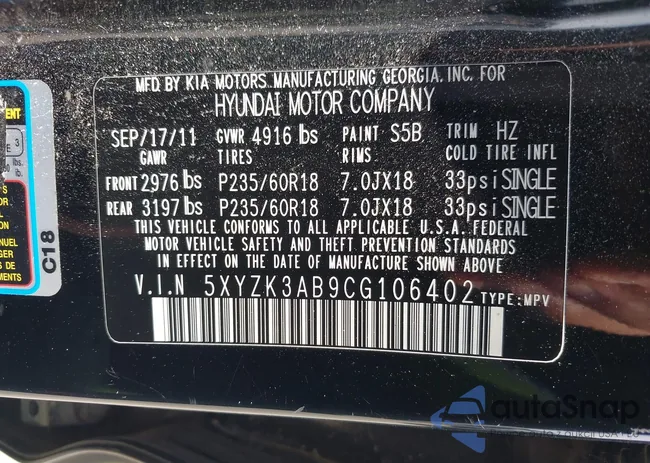 MFD. BY KIA MOTORS MANUFACTURING GEORGIA, INC. FOR
HYUNDAI MOTOR COMPANY
SEP/17/11 GVWR 4916 lbs PAINT S5B TRIM HZ
GAWR TIRES RIMS COLD TIRE INFL
FRONT 2976 lbs P235/60R18 7.0JX18 33psi SINGLE
REAR 3197 lbs P235/60R18 7.0JX18 33psi SINGLE
THIS VEHICLE CONFORMS TO ALL APPLICABLE U.S.A. FEDERAL
MOTOR VEHICLE SAFETY AND THEFT PREVENTION STANDARDS
IN EFFECT ON THE DATE OF MANUFACTURE SHOWN ABOVE
V.I.N 5XYZK3AB9CG106402 TYPE: MPV
C18
autoSnap